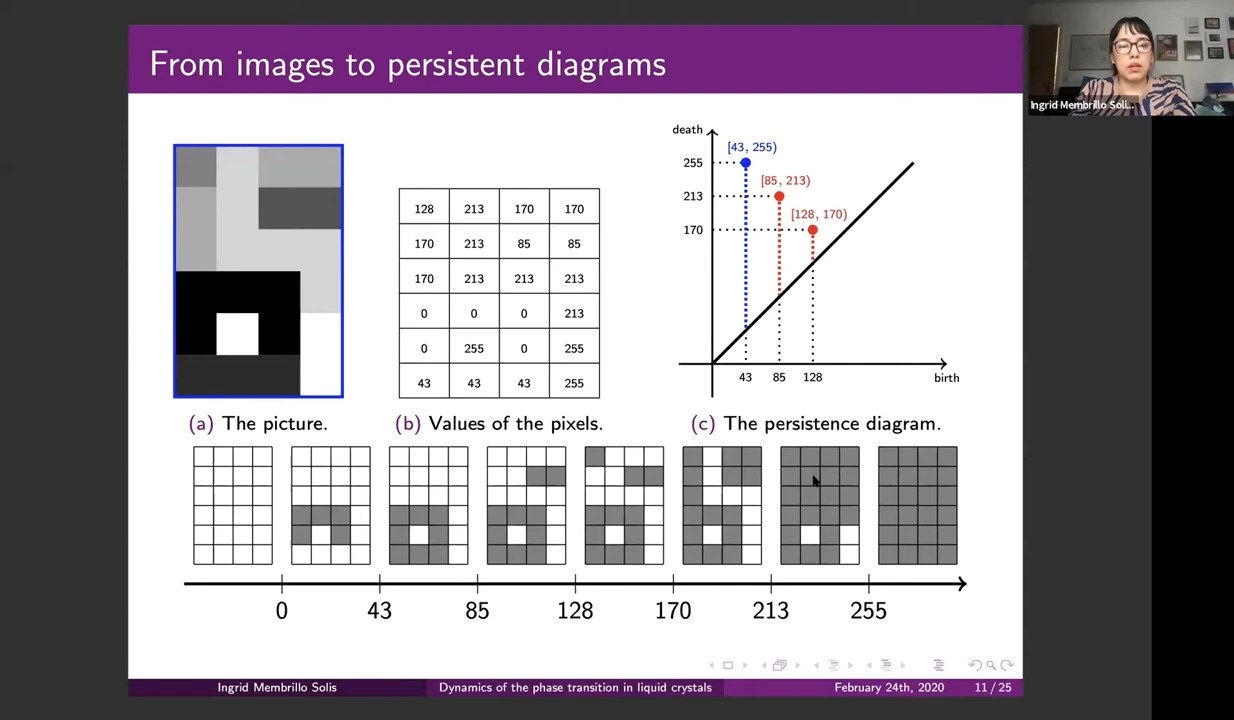 From images to persistent diagrams
Ingrid Membrillo Soli...
128 213 170 170
170 213 85 85
170 213 213 213
0 0 0 213
0 255 0 255
43 43 43 255
death
255
213
170
[43, 255)
[85, 213)
[128, 170)
43 85 128
birth
(a) The picture.
(b) Values of the pixels.
(c) The persistence diagram.
0 43 85 128 170 213 255
Ingrid Membrillo Solis
Dynamics of the phase transition in liquid crystals
February 24th, 2020
11 / 25